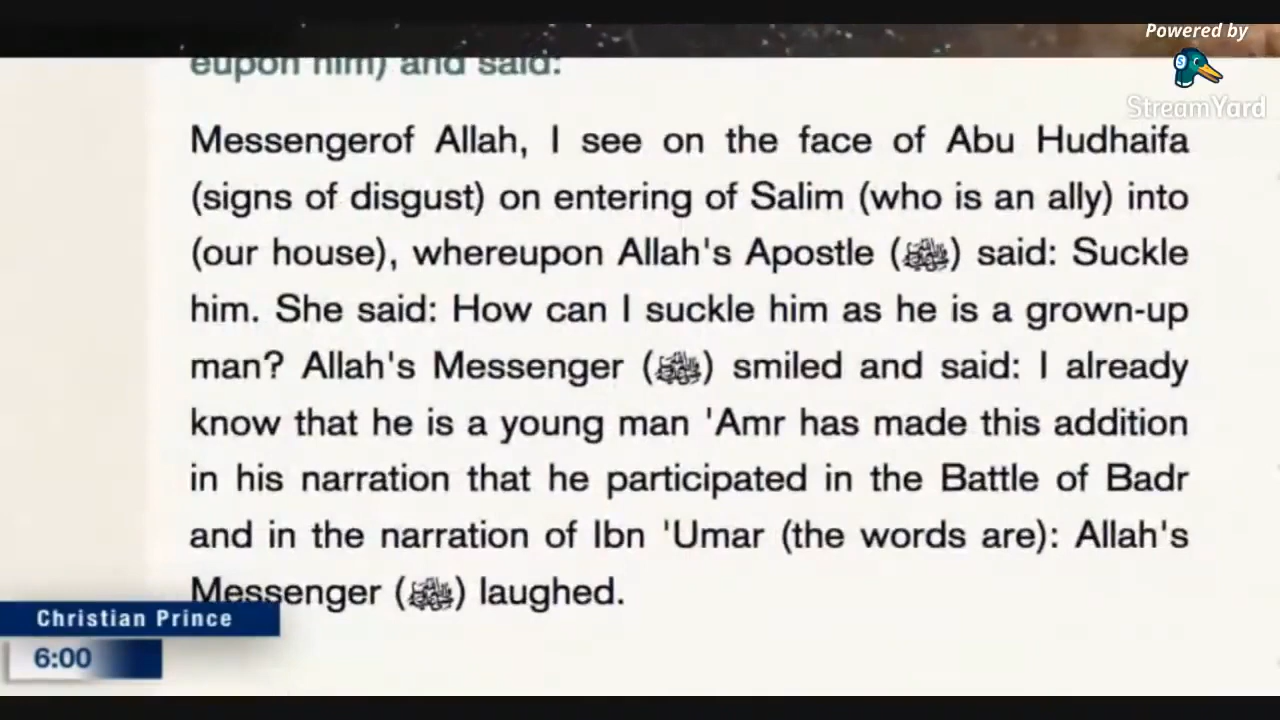 Powered by
StreamYard
eupon him) and said:
Messengerof Allah, I see on the face of Abu Hudhaifa
(signs of disgust) on entering of Salim (who is an ally) into
(our house), whereupon Allah's Apostle (ﷺ) said: Suckle
him. She said: How can I suckle him as he is a grown-up
man? Allah's Messenger (ﷺ) smiled and said: I already
know that he is a young man 'Amr has made this addition
in his narration that he participated in the Battle of Badr
and in the narration of Ibn 'Umar (the words are): Allah's
Messenger (ﷺ) laughed.
Christian Prince
6:00